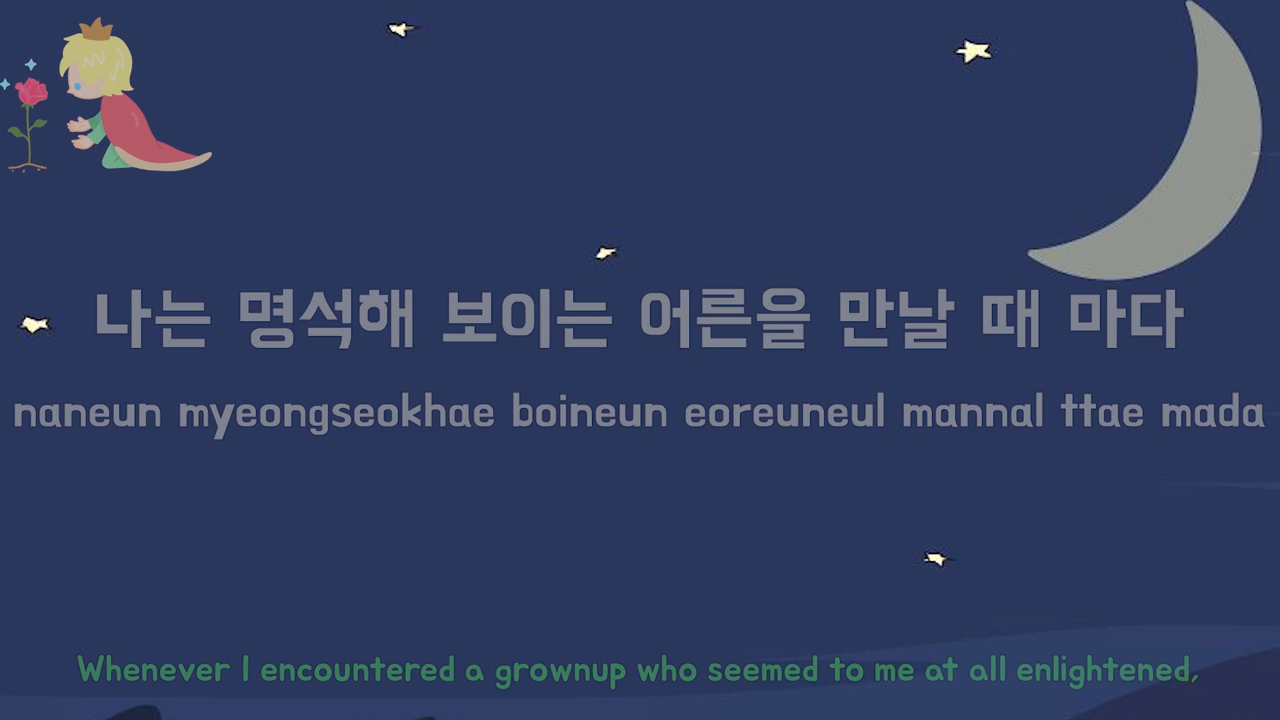 나는 명석해 보이는 어른을 만날 때 마다
naneun myeongseokhae boineun eoreuneul mannal ttae mada
Whenever I encountered a grownup who seemed to me at all enlightened,